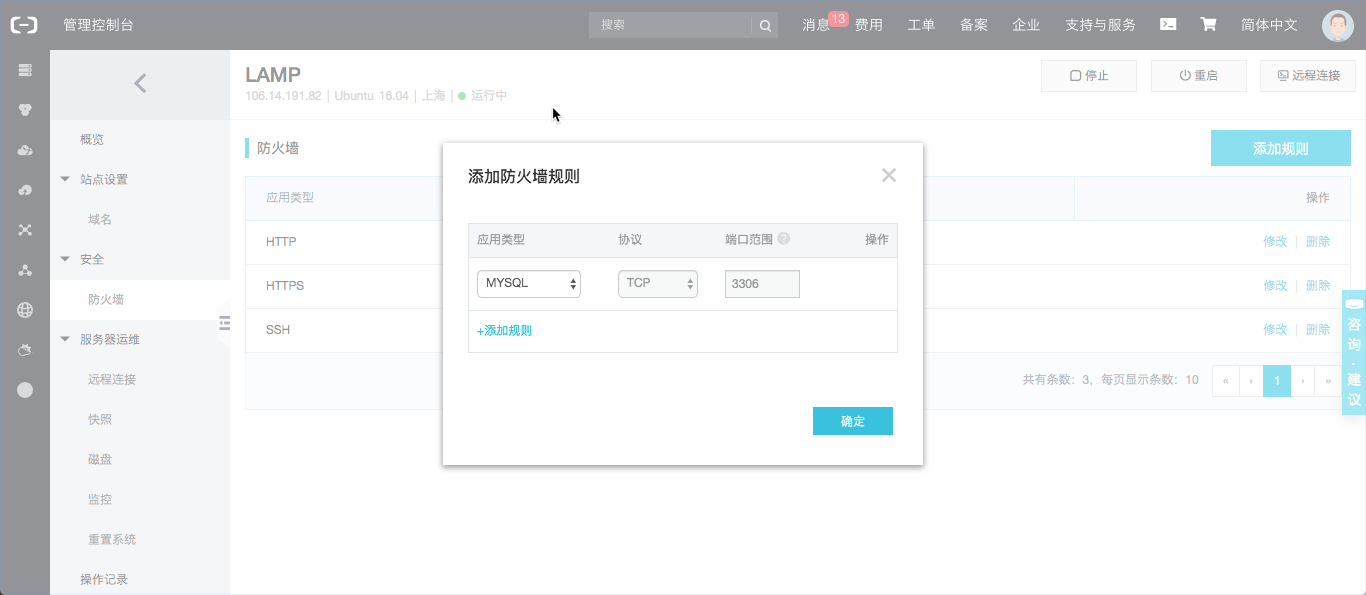 管理控制台
搜索
消息 13 费用 工单 备案 企业 支持与服务 简体中文
LAMP
106.14.191.82 | Ubuntu 16.04 | 上海 | 运行中
停止 重启 远程连接
概览
站点设置
域名
安全
防火墙
服务器运维
远程连接
快照
磁盘
监控
重置系统
操作记录
防火墙
添加规则
应用类型 操作
HTTP 修改 | 删除
HTTPS 修改 | 删除
SSH 修改 | 删除
共有条数：3、每页显示条数：10 « ‹ 1 › »
添加防火墙规则
应用类型 协议 端口范围 ? 操作
MYSQL TCP 3306
+添加规则
确定
咨询·建议